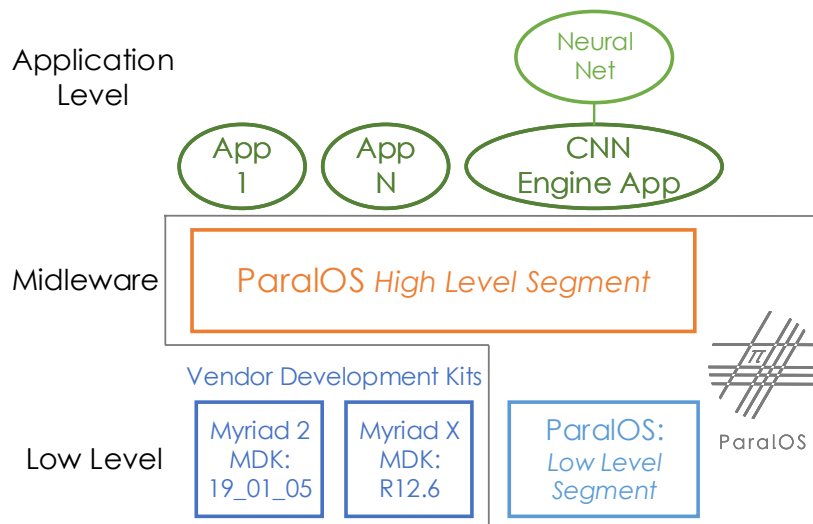 Application
Level
Neural
Net
App
1
App
N
CNN
Engine App
Midleware
ParalOS High Level Segment
π
ParalOS
Vendor Development Kits
Low Level
Myriad 2
MDK:
19_01_05
Myriad X
MDK:
R12.6
ParalOS:
Low Level
Segment